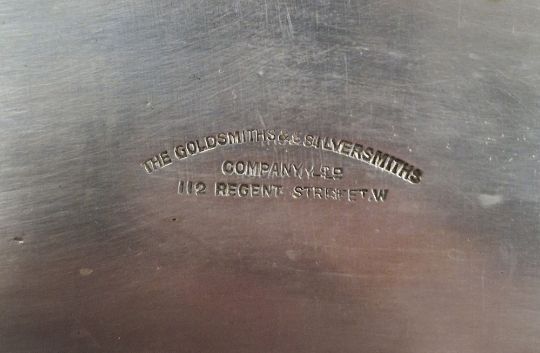 THE GOLDSMITHS & SILVERSMITHS
COMPANY, LTD
112 REGENT STREET.W